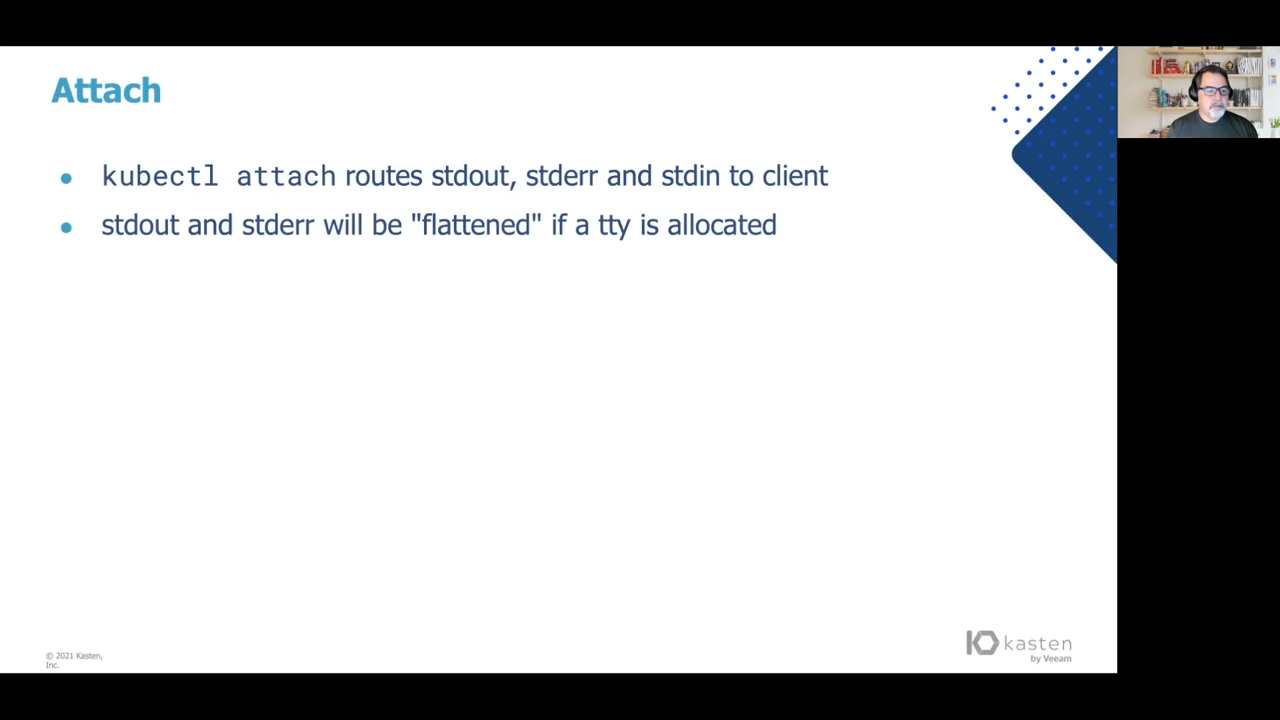 Attach
• kubectl attach routes stdout, stderr and stdin to client
• stdout and stderr will be "flattened" if a tty is allocated
© 2021 Kasten,
Inc.
kasten
by Veeam